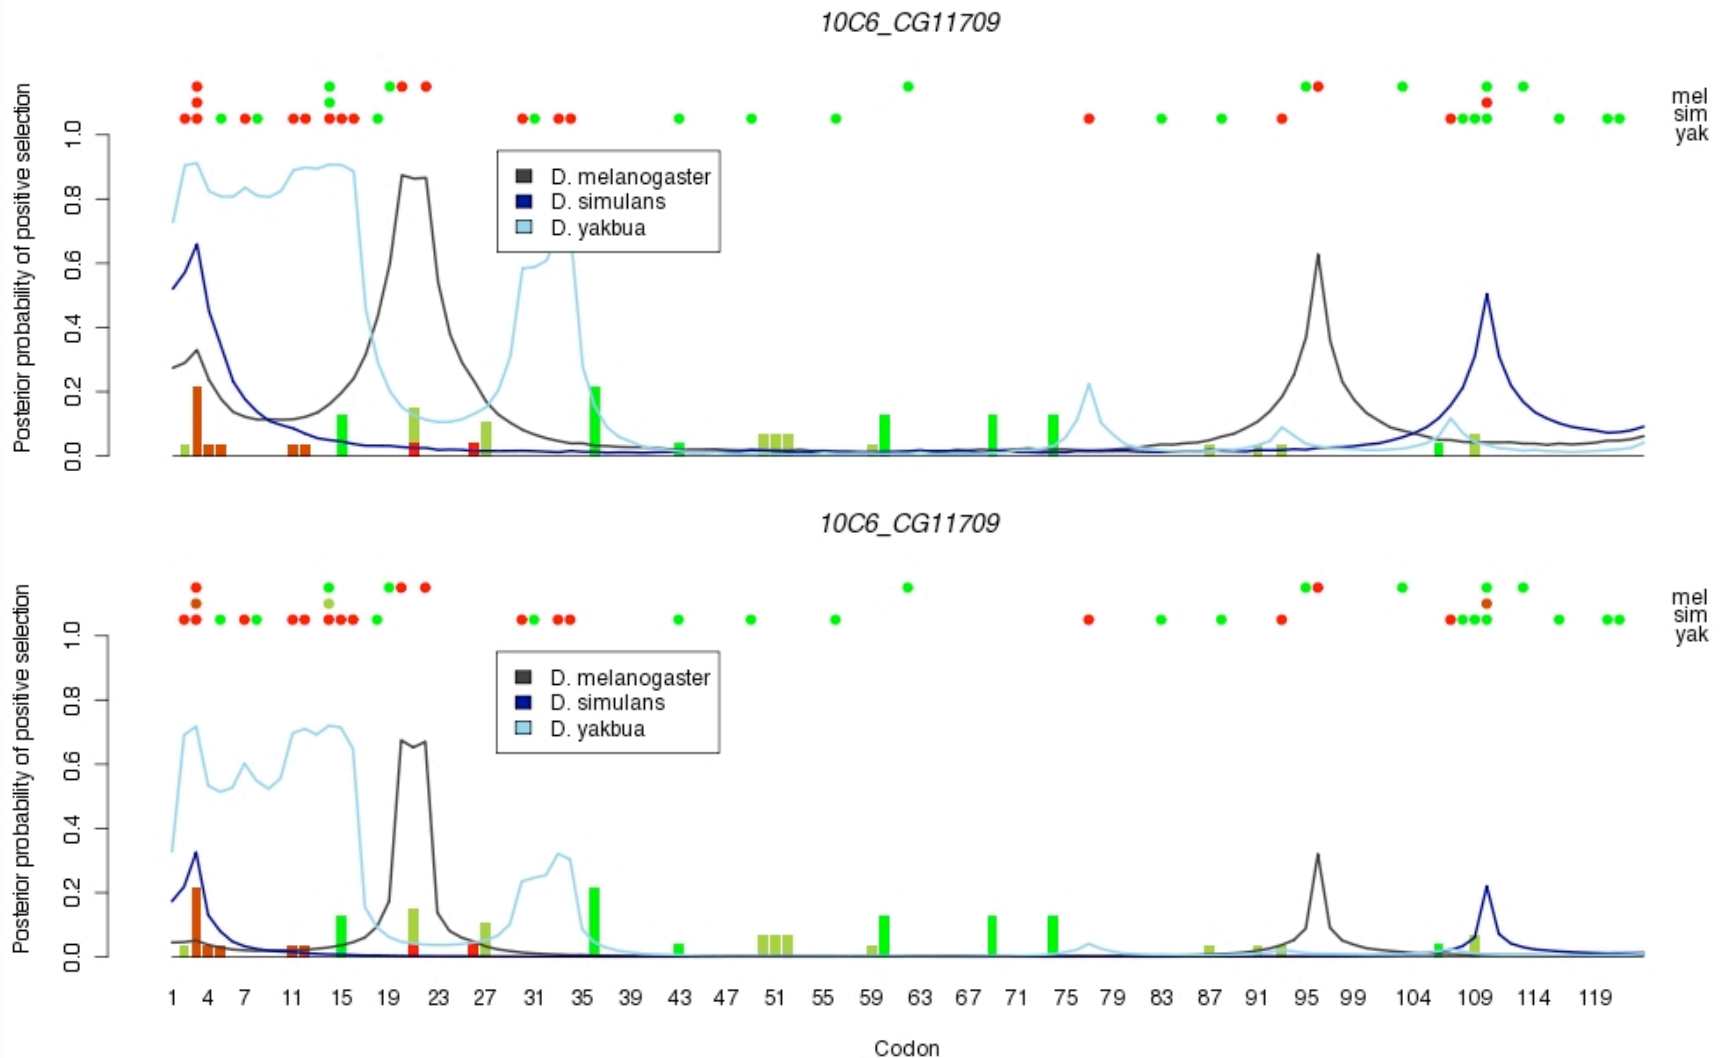 10C6_CG11709
Posterior probability of positive selection
mel
sim
yak
1.0
0.8
0.6
0.4
0.2
0.0
D. melanogaster
D. simulans
D. yakbua
10C6_CG11709
Posterior probability of positive selection
mel
sim
yak
1.0
0.8
0.6
0.4
0.2
0.0
D. melanogaster
D. simulans
D. yakbua
1 4 7 11 15 19 23 27 31 35 39 43 47 51 55 59 63 67 71 75 79 83 87 91 95 99 104 109 114 119
Codon